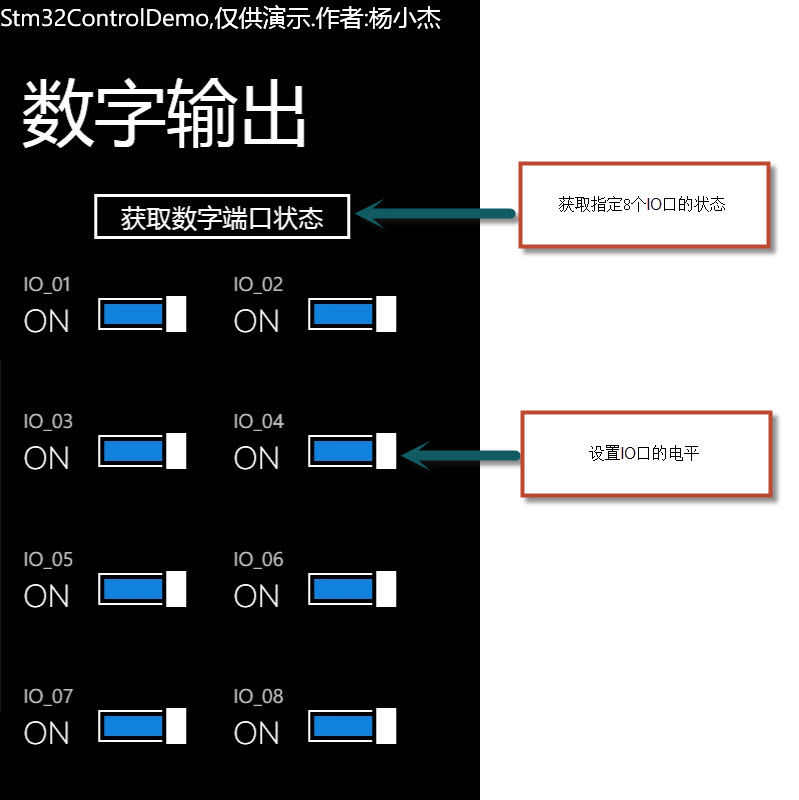 Stm32ControlDemo,仅供演示.作者:杨小杰
数字输出
获取数字端口状态
获取指定8个IO口的状态
IO_01
ON
IO_02
ON
IO_03
ON
IO_04
ON
设置IO口的电平
IO_05
ON
IO_06
ON
IO_07
ON
IO_08
ON